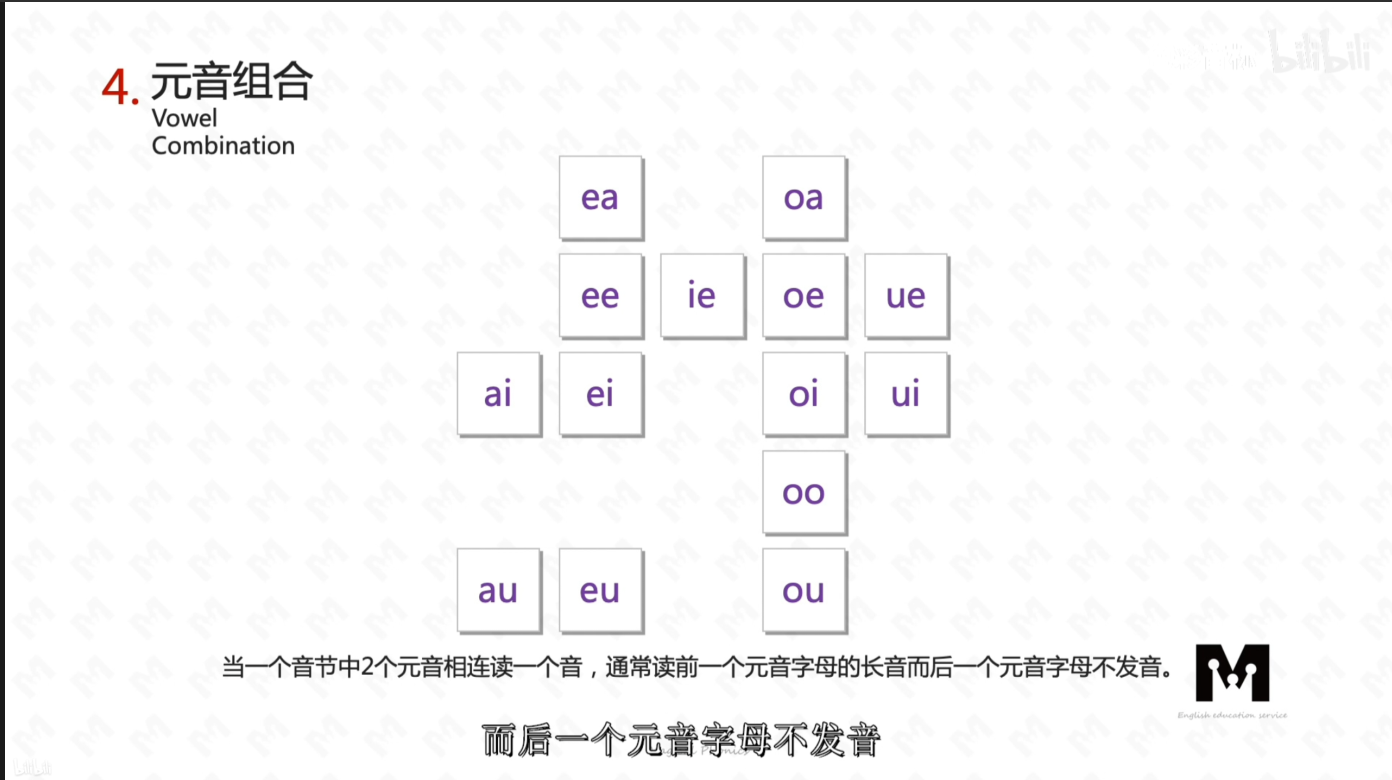 4. 元音组合
Vowel
Combination
bilibili
ea oa
ee ie oe ue
ai ei oi ui
oo
au eu ou
当一个音节中2个元音相连读一个音，通常读前一个元音字母的长音而后一个元音字母不发音。
English education service
而后一个元音字母不发音
bilibili